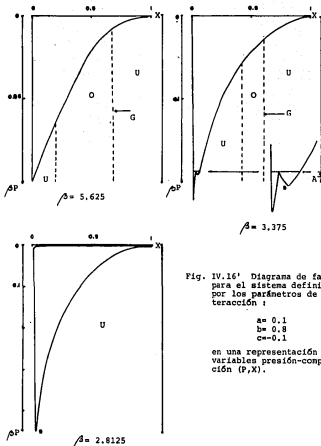 0 0.5 1
X
U
O
0.05
G
U
βP
β= 5.625
0 0.5 1
X
U
O
G
U
A
βP
β= 3.375
0 0.5 1
X
U
βP
β= 2.8125
Fig. IV.16' Diagrama de fa
para el sistema defini
por los parámetros de
teracción :
a= 0.1
b= 0.8
c=-0.1
en una representación
variables presión-compo
ción (P,X).